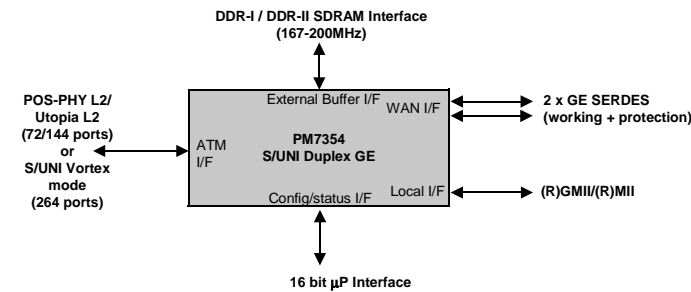 DDR-I / DDR-II SDRAM Interface
(167-200MHz)
External Buffer I/F
WAN I/F
POS-PHY L2/
Utopia L2
(72/144 ports)
or
S/UNI Vortex
mode
(264 ports)
ATM
I/F
PM7354
S/UNI Duplex GE
2 x GE SERDES
(working + protection)
Local I/F
(R)GMII/(R)MII
Config/status I/F
16 bit µP Interface